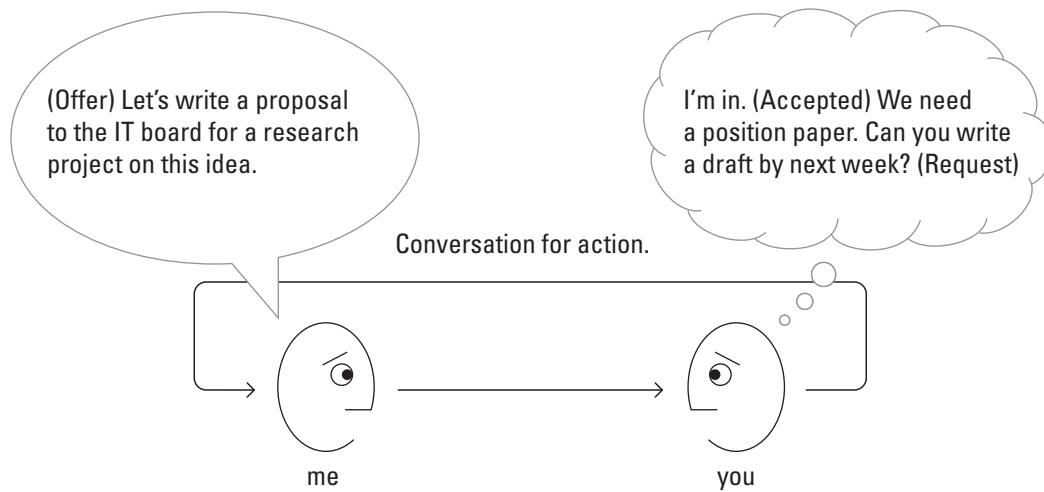 (Offer) Let's write a proposal
to the IT board for a research
project on this idea.
I'm in. (Accepted) We need
a position paper. Can you write
a draft by next week? (Request)
Conversation for action.
me
you